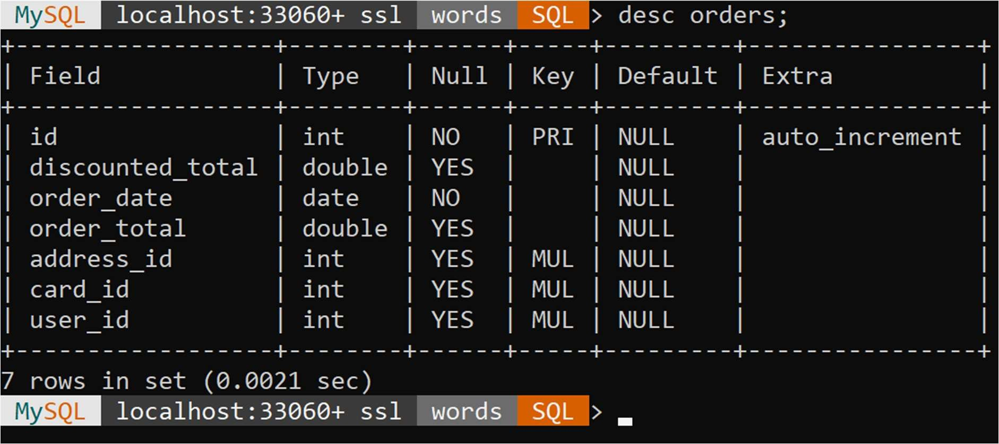 MySQL localhost:33060+ ssl words SQL > desc orders;
+------------------+--------+------+-----+---------+----------------+
| Field            | Type   | Null | Key | Default | Extra          |
+------------------+--------+------+-----+---------+----------------+
| id               | int    | NO   | PRI | NULL    | auto_increment |
| discounted_total | double | YES  |     | NULL    |                |
| order_date       | date   | NO   |     | NULL    |                |
| order_total      | double | YES  |     | NULL    |                |
| address_id       | int    | YES  | MUL | NULL    |                |
| card_id          | int    | YES  | MUL | NULL    |                |
| user_id          | int    | YES  | MUL | NULL    |                |
+------------------+--------+------+-----+---------+----------------+
7 rows in set (0.0021 sec)
MySQL localhost:33060+ ssl words SQL > _